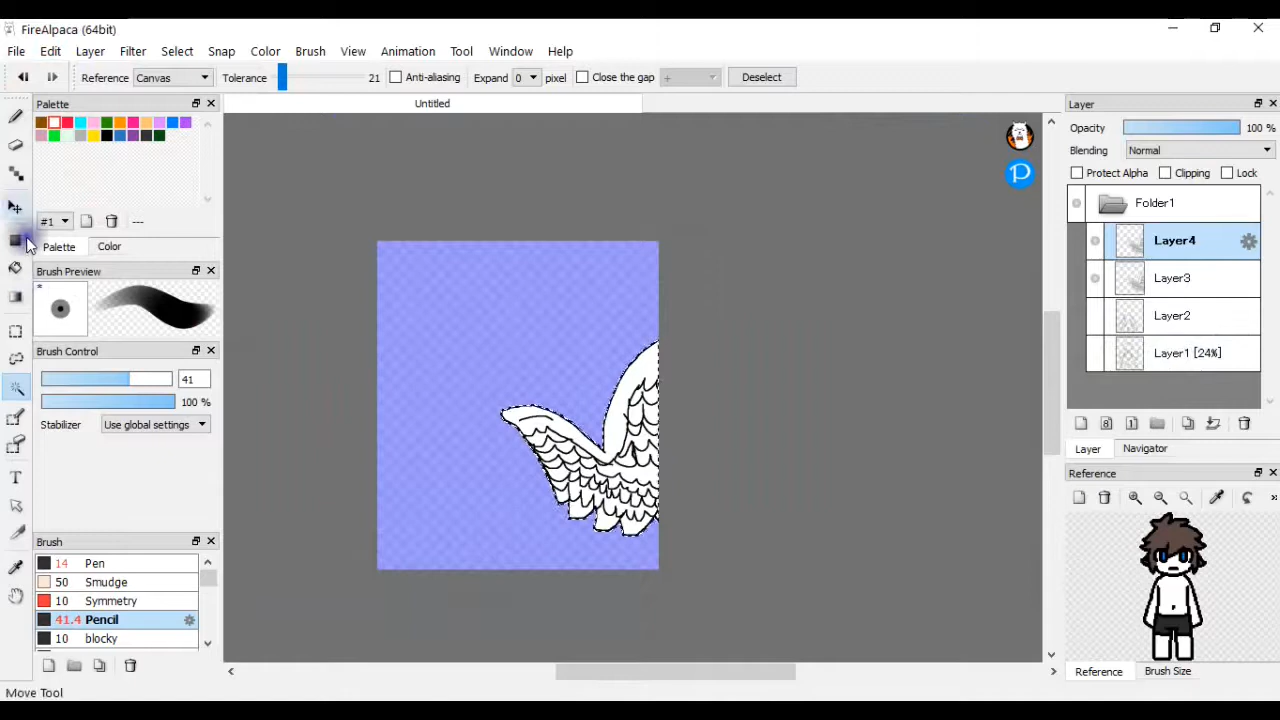 FireAlpaca (64bit)
File Edit Layer Filter Select Snap Color Brush View Animation Tool Window Help
Reference Canvas Tolerance 21 Anti-aliasing Expand 0 pixel Close the gap + Deselect
Palette
Untitled
Layer
Opacity 100 %
Blending Normal
Protect Alpha Clipping Lock
Folder1
#1 ---
Palette Color
Layer4
Brush Preview
*
Layer3
Layer2
Brush Control
Layer1 [24%]
41
100 %
Stabilizer Use global settings
8 1
Layer Navigator
Reference
Brush
14 Pen
50 Smudge
10 Symmetry
41.4 Pencil
10 blocky
Reference Brush Size
Move Tool
T
P